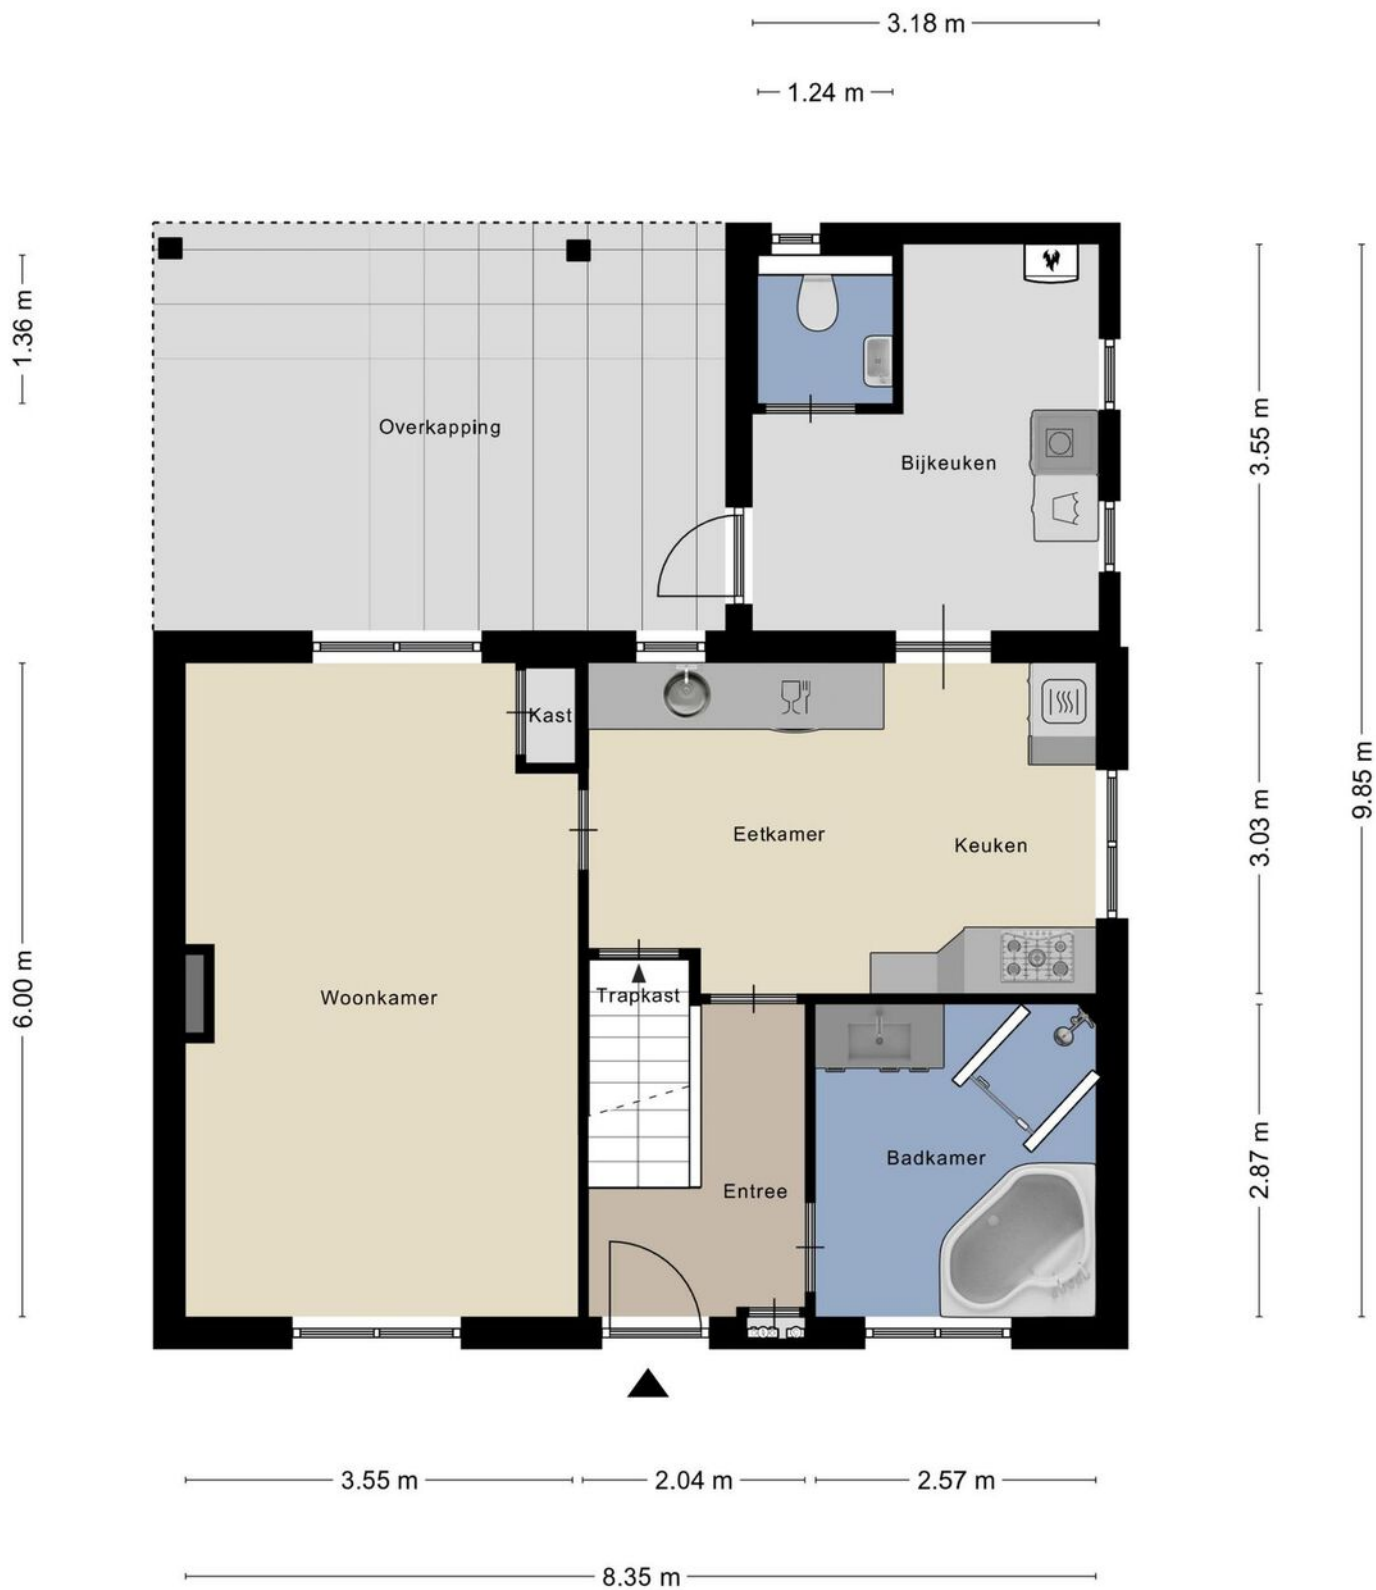 3.18 m
1.24 m
1.36 m
3.55 m
Overkapping
Bijkeuken
Kast
9.85 m
3.03 m
Eetkamer
Keuken
6.00 m
Woonkamer
Trapkast
2.87 m
Badkamer
Entree
3.55 m
2.04 m
2.57 m
8.35 m